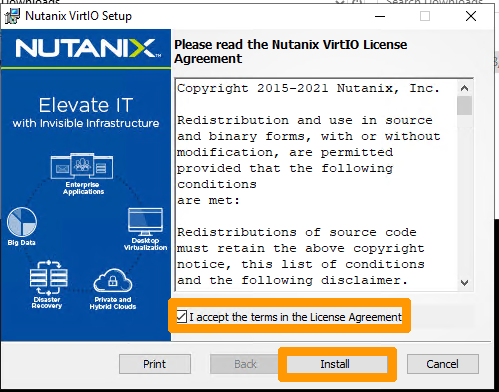 Downloads
Search Downloads
Nutanix VirtIO Setup
NUTANIX
Elevate IT
with Invisible Infrastructure
Enterprise
Applications
Big Data
Desktop
Virtualization
Disaster
Recovery
Private and
Hybrid Clouds
Please read the Nutanix VirtIO License
Agreement
Copyright 2015-2021 Nutanix, Inc.
Redistribution and use in source
and binary forms, with or without
modification, are permitted
provided that the following
conditions
are met:
Redistributions of source code
must retain the above copyright
notice, this list of conditions
and the following disclaimer.
I accept the terms in the License Agreement
Print
Back
Install
Cancel